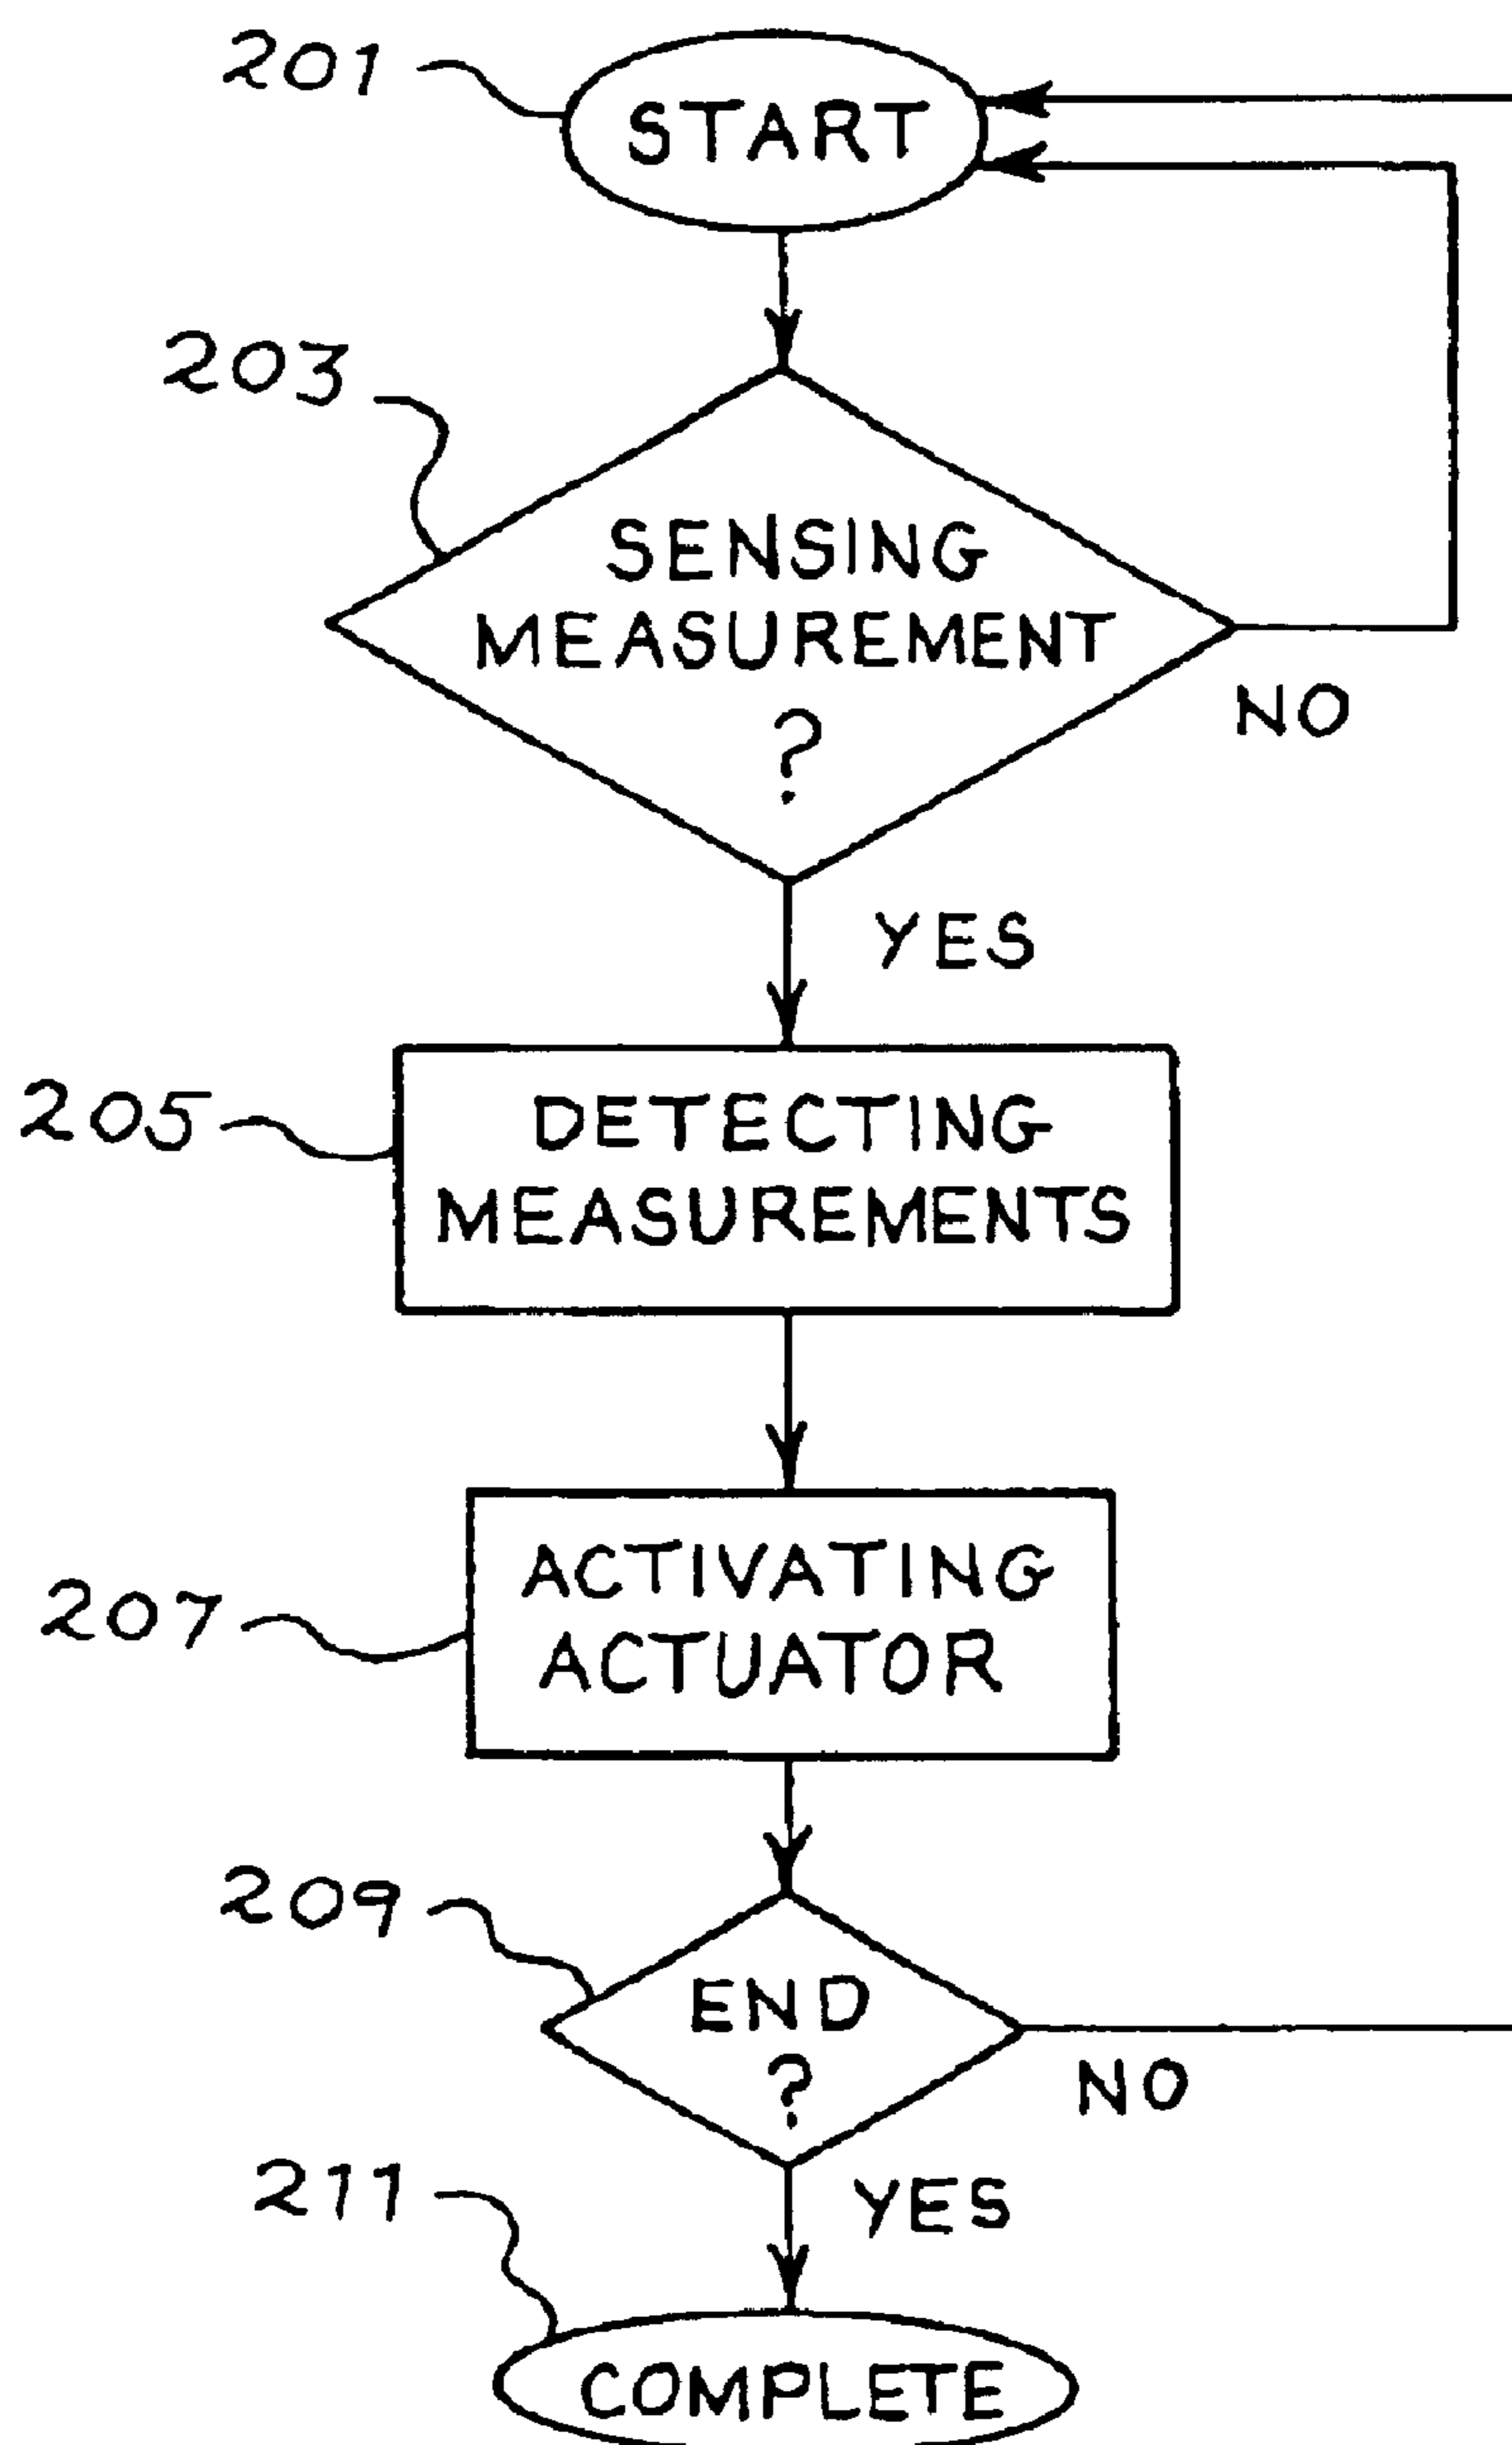 201
START
203
SENSING
MEASUREMENT
?
NO
YES
205
DETECTING
MEASUREMENTS
207
ACTIVATING
ACTUATOR
209
END
?
NO
211
YES
COMPLETE